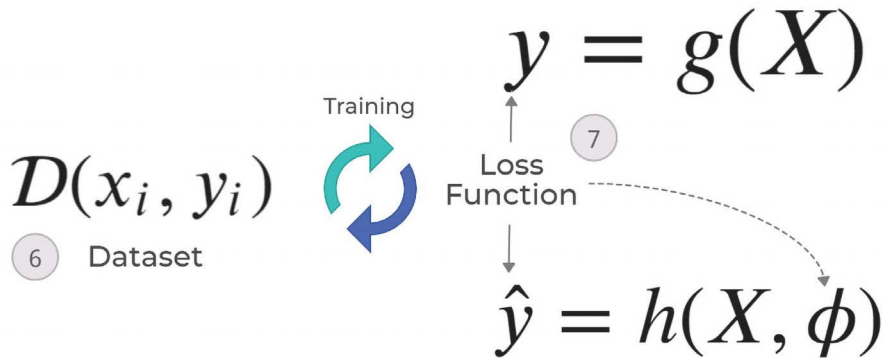 y = g(X)
Training
7
Loss
Function
𝒟(xᵢ, yᵢ)
6 Dataset
ŷ = h(X, ϕ)